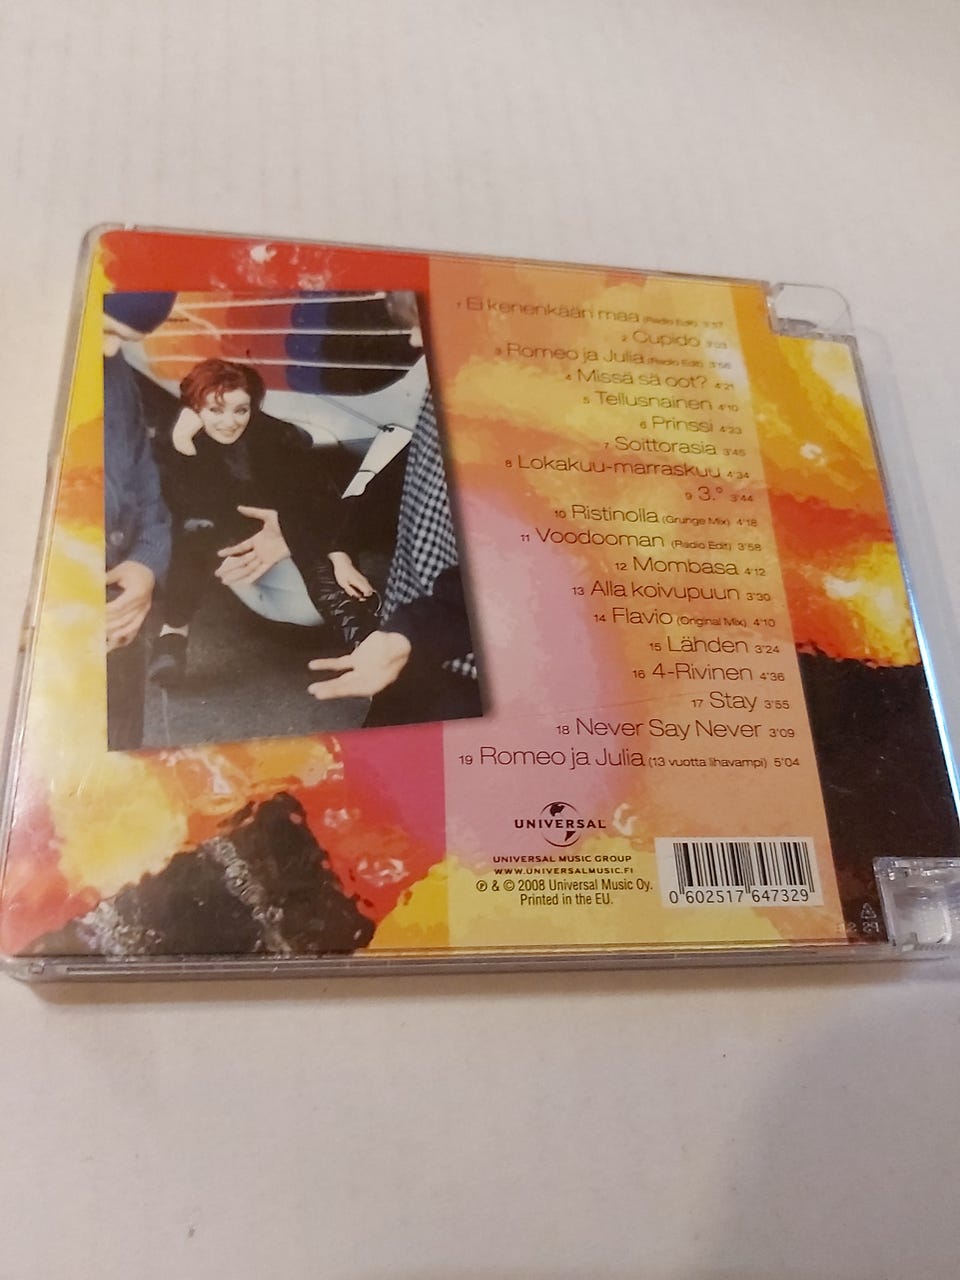 1 Ei kenenkään maa (Radio Edit) 3'57
2 Cupido 3'03
3 Romeo ja Julia (Radio Edit) 3'56
4 Missä sä oot? 4'21
5 Tellusnainen 4'10
6 Prinssi 4'23
7 Soittorasia 3'45
8 Lokakuu-marraskuu 4'34
9 3.° 3'44
10 Ristinolla (Grunge Mix) 4'18
11 Voodooman (Radio Edit) 3'58
12 Mombasa 4'12
13 Alla koivupuun 3'30
14 Flavio (Original Mix) 4'10
15 Lähden 3'24
16 4-Rivinen 4'36
17 Stay 3'55
18 Never Say Never 3'09
19 Romeo ja Julia (13 vuotta lihavampi) 5'04
UNIVERSAL
UNIVERSAL MUSIC GROUP
WWW.UNIVERSALMUSIC.FI
℗ & © 2008 Universal Music Oy.
Printed in the EU.
0 602517 647329